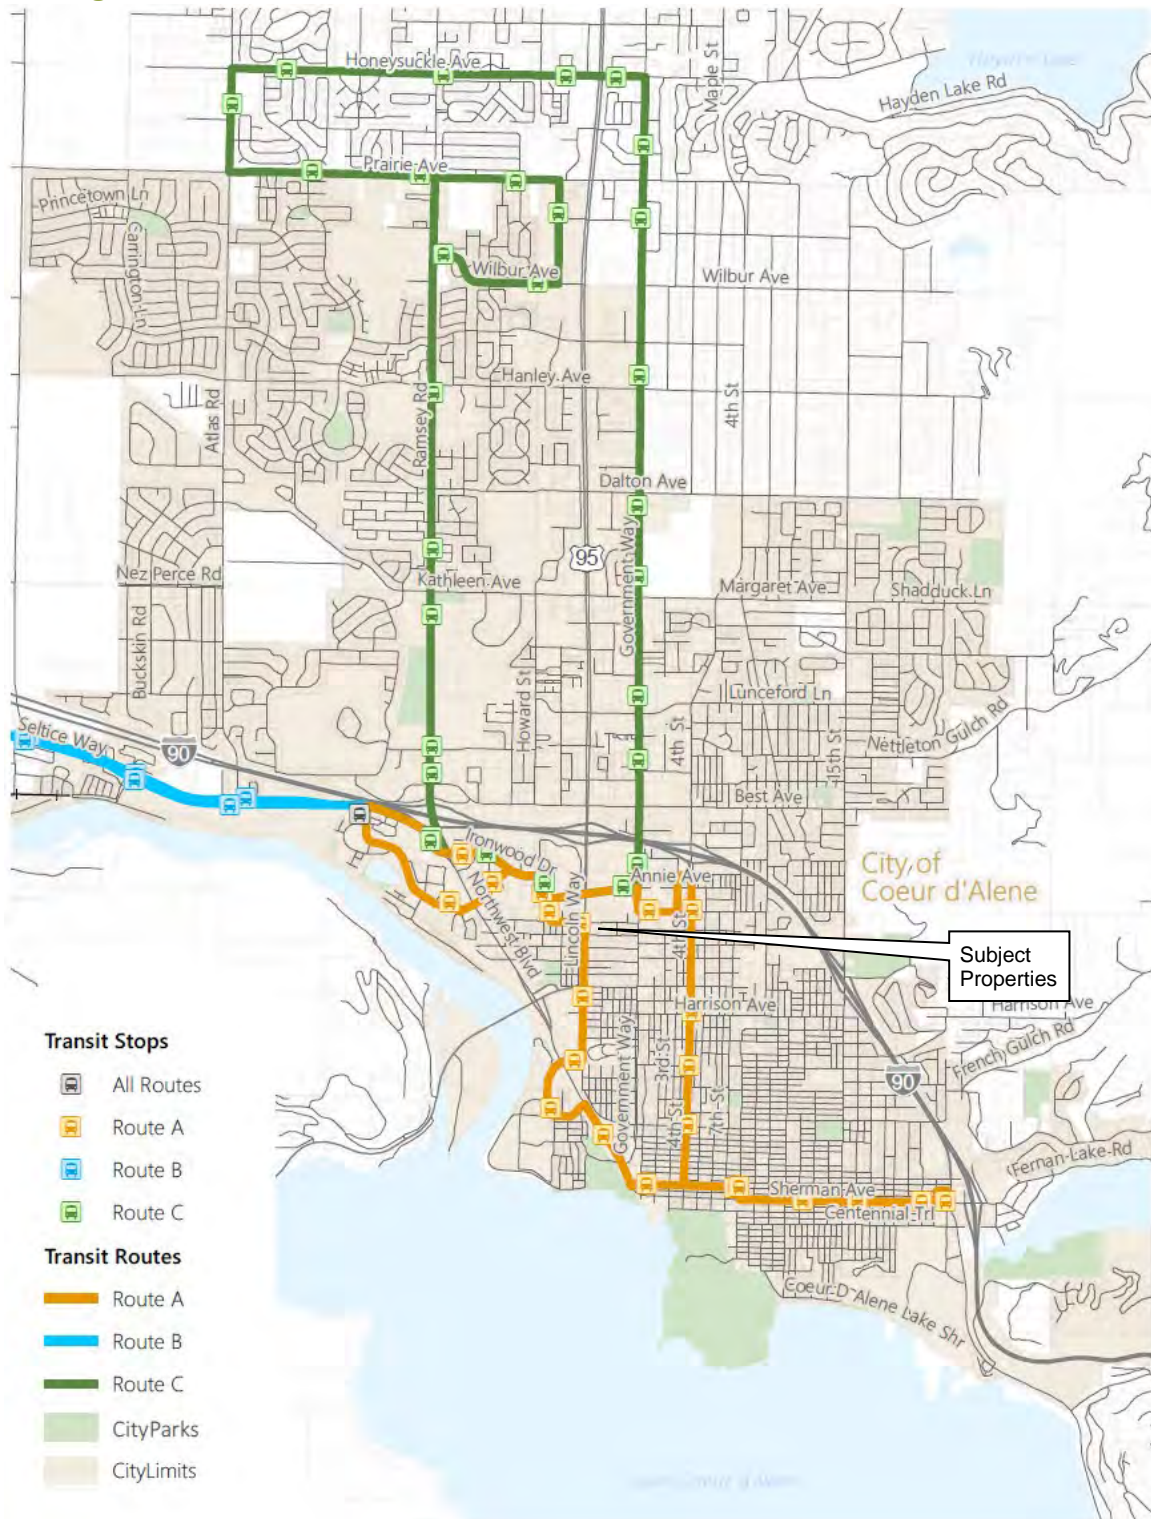 Honeysuckle Ave
Maple St
Hayden Lake
Hayden Lake Rd
Prairie Ave
Princetown Ln
Carrington Ln
Wilbur Ave
Wilbur Ave
Hanley Ave
Atlas Rd
Ramsey Rd
4th St
Dalton Ave
95
Government Way
Nez Perce Rd
Kathleen Ave
Margaret Ave
Shadduck Ln
Buckskin Rd
Howard St
Lunceford Ln
4th St
15th St
Nettleton Gulch Rd
Seltice Way
90
Best Ave
Ironwood Dr
Annie Ave
City of
Coeur d'Alene
Northwest Blvd
Lincoln Way
4th St
Subject
Properties
Harrison Ave
Harrison Ave
French Gulch Rd
Government Way
3rd St
90
4th St
7th St
Fernan Lake Rd
Sherman Ave
Centennial Trl
Coeur D Alene Lake Shr
Transit Stops
All Routes
Route A
Route B
Route C
Transit Routes
Route A
Route B
Route C
CityParks
CityLimits